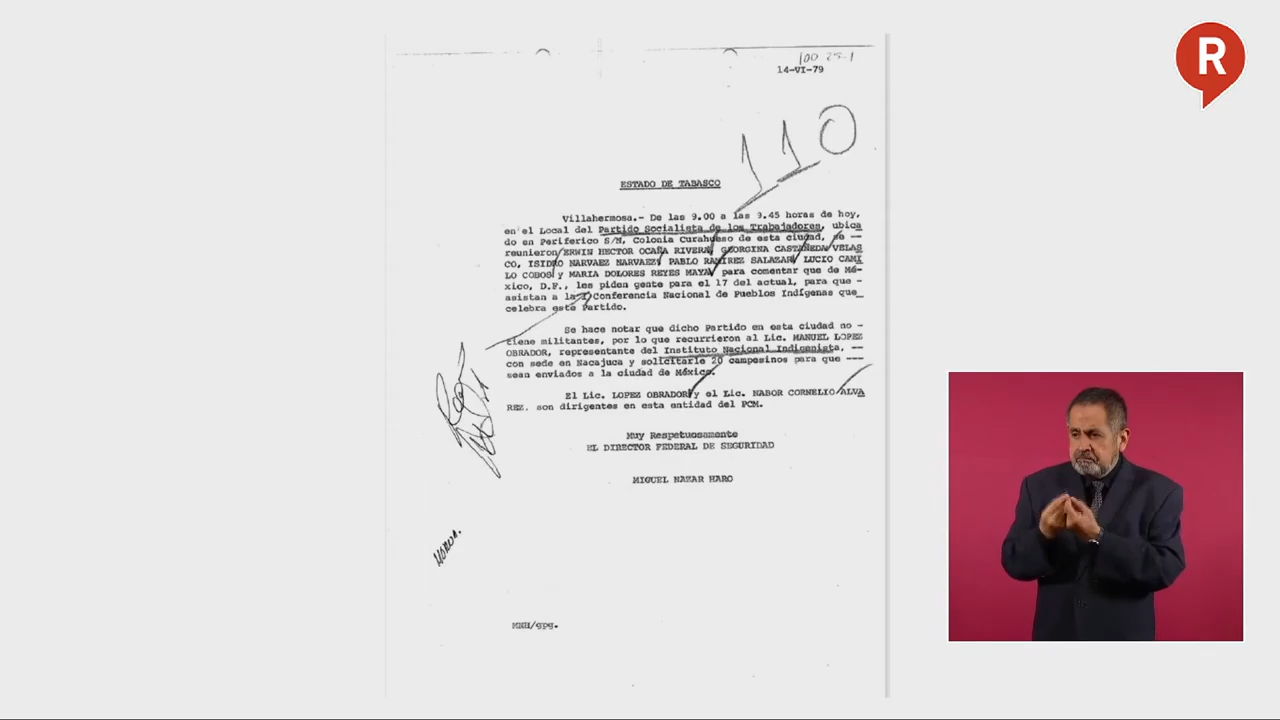 R
100 25-1
14-VI-79
110
ESTADO DE TABASCO
Villahermosa.- De las 9.00 a las 9.45 horas de hoy,
en el Local del Partido Socialista de los Trabajadores, ubica
do en Periferico S/N, Colonia Curahueso de esta ciudad, se --
reunieron ERWIN HECTOR OCAÑA RIVERA, GEORGINA CASTAÑEDA VELAS
CO, ISIDRO NARVAEZ NARVAEZ, PABLO RAMIREZ SALAZAR, LUCIO CAMI
LO COBOS y MARIA DOLORES REYES MAYA, para comentar que de Mé-
xico, D.F., les piden gente para el 17 del actual, para que -
asistan a la I Conferencia Nacional de Pueblos Indígenas que
celebra este Partido.
Se hace notar que dicho Partido en esta ciudad no -
tiene militantes, por lo que recurrieron al Lic. MANUEL LOPEZ
OBRADOR, representante del Instituto Nacional Indigenista, --
con sede en Nacajuca y solicitarle 20 campesinos para que ---
sean enviados a la ciudad de México.
El Lic. LOPEZ OBRADOR y el Lic. NABOR CORNELIO ALVA
REZ, son dirigentes en esta entidad del PCM.
Muy Respetuosamente
EL DIRECTOR FEDERAL DE SEGURIDAD
MIGUEL NAZAR HARO
MNH/gpg.